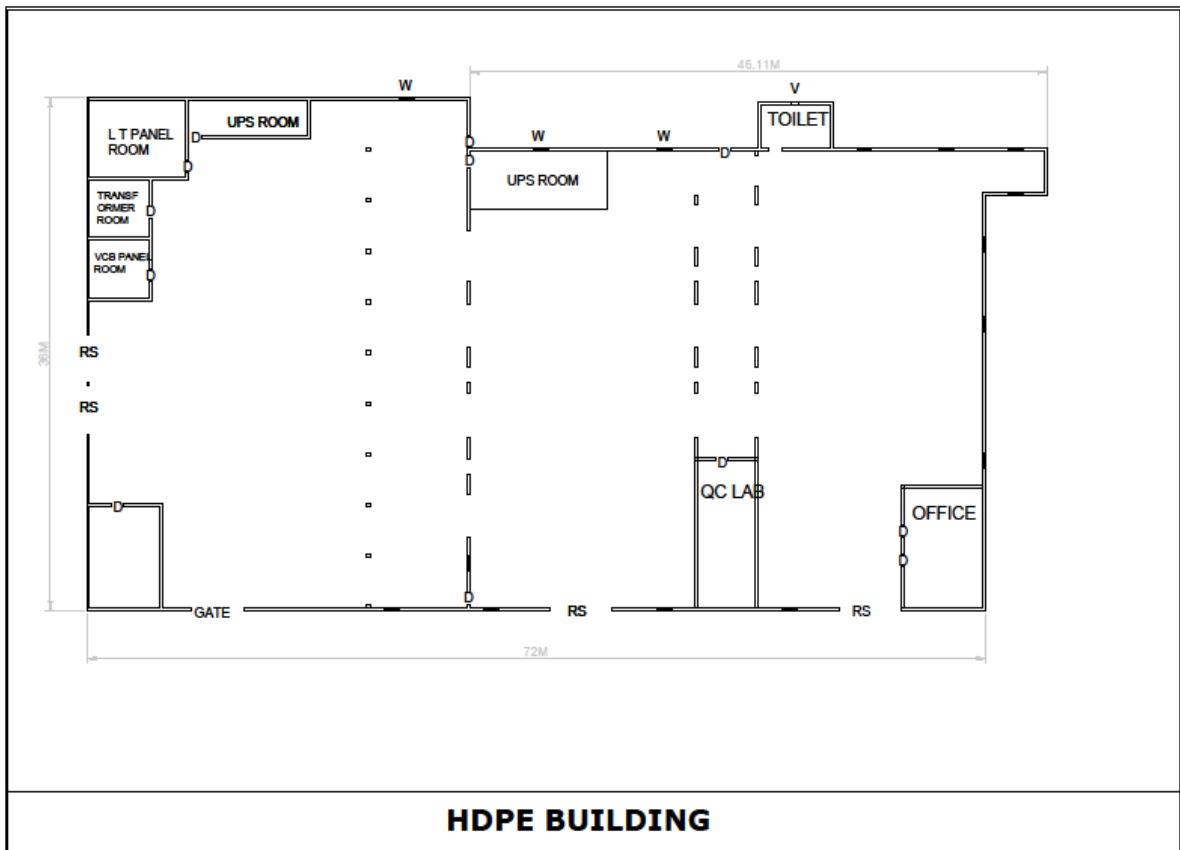 46.11M
W
V
TOILET
L T PANEL
ROOM
UPS ROOM
D
D
D
W
W
D
D
UPS ROOM
TRANSF
ORMER
ROOM
D
VCB PANEL
ROOM
D
36M
RS
RS
D
QC LAB
D
OFFICE
D
D
D
GATE
RS
RS
72M
HDPE BUILDING